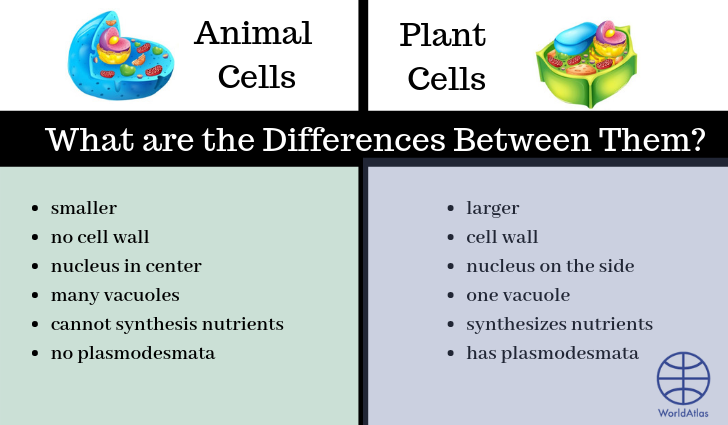 Animal
Cells
Plant
Cells
What are the Differences Between Them?
• smaller
• no cell wall
• nucleus in center
• many vacuoles
• cannot synthesis nutrients
• no plasmodesmata
• larger
• cell wall
• nucleus on the side
• one vacuole
• synthesizes nutrients
• has plasmodesmata
WorldAtlas